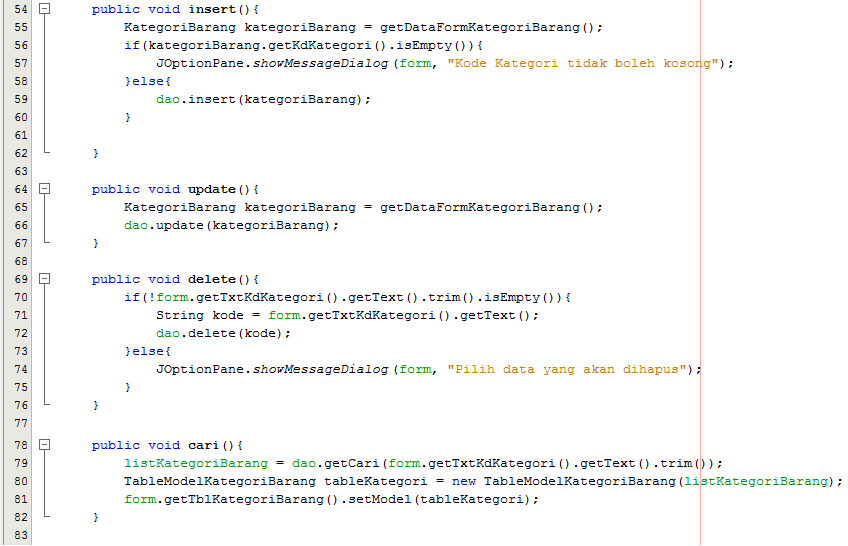 54 public void insert(){
55 KategoriBarang kategoriBarang = getDataFormKategoriBarang();
56 if(kategoriBarang.getKdKategori().isEmpty()){
57 JOptionPane.showMessageDialog(form, "Kode Kategori tidak boleh kosong");
58 }else{
59 dao.insert(kategoriBarang);
60 }
61
62 }
63
64 public void update(){
65 KategoriBarang kategoriBarang = getDataFormKategoriBarang();
66 dao.update(kategoriBarang);
67 }
68
69 public void delete(){
70 if(!form.getTxtKdKategori().getText().trim().isEmpty()){
71 String kode = form.getTxtKdKategori().getText();
72 dao.delete(kode);
73 }else{
74 JOptionPane.showMessageDialog(form, "Pilih data yang akan dihapus");
75 }
76 }
77
78 public void cari(){
79 listKategoriBarang = dao.getCari(form.getTxtKdKategori().getText().trim());
80 TableModelKategoriBarang tableKategori = new TableModelKategoriBarang(listKategoriBarang);
81 form.getTblKategoriBarang().setModel(tableKategori);
82 }
83